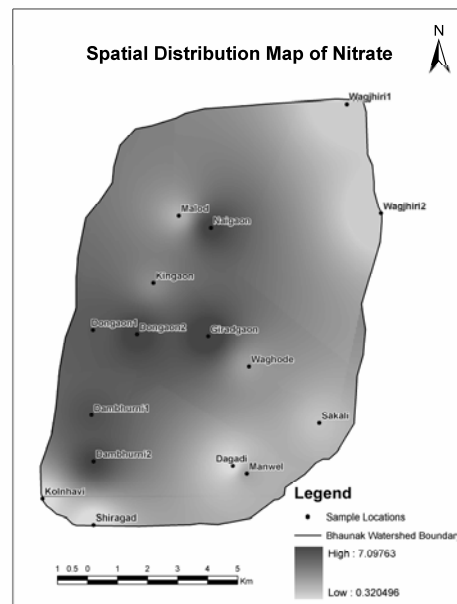 Spatial Distribution Map of Nitrate
N
Wagjhiri1
Malod
Wagjhiri2
Naigaon
Kingaon
Dongaon1
Dongaon2
Giradgaon
Waghode
Dambhurni1
Sakali
Dambhurni2
Dagadi
Manwel
Kolnhavi
Shiragad
Legend
Sample Locations
Bhaunak Watershed Boundary
High : 7.09763
Low : 0.320496
1 0.5 0 1 2 3 4 5
Km